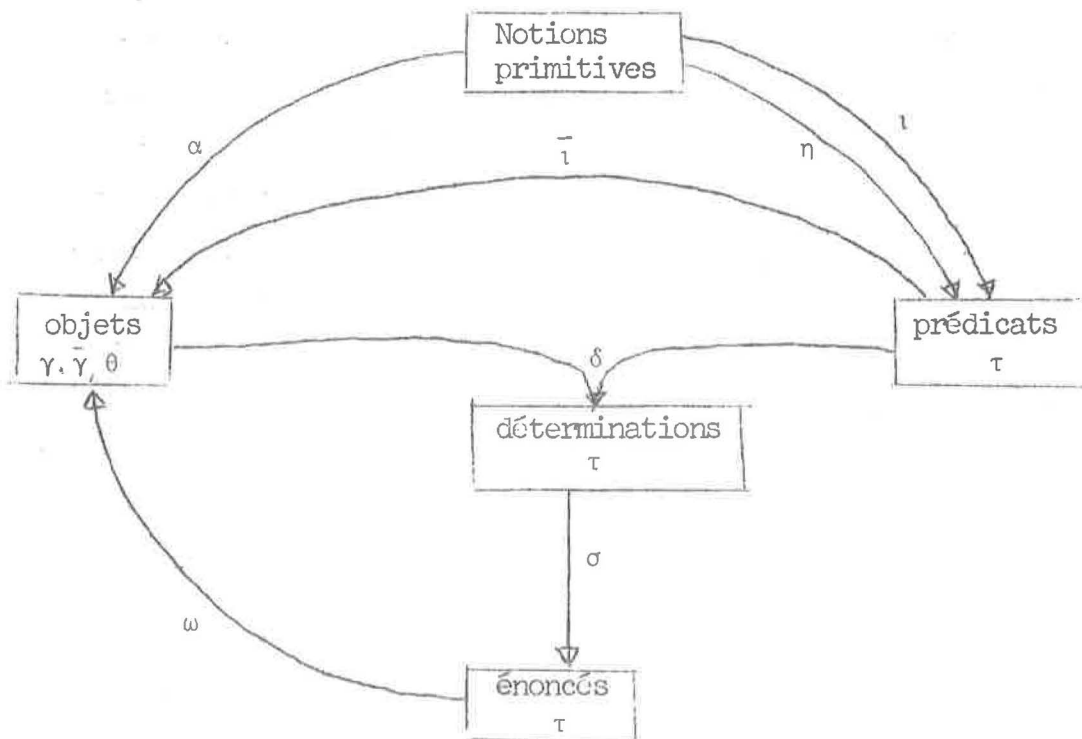 Notions
primitives
α
ι
η
ῑ
objets
γ, γ̄, θ
prédicats
τ
δ
déterminations
τ
σ
ω
énoncés
τ